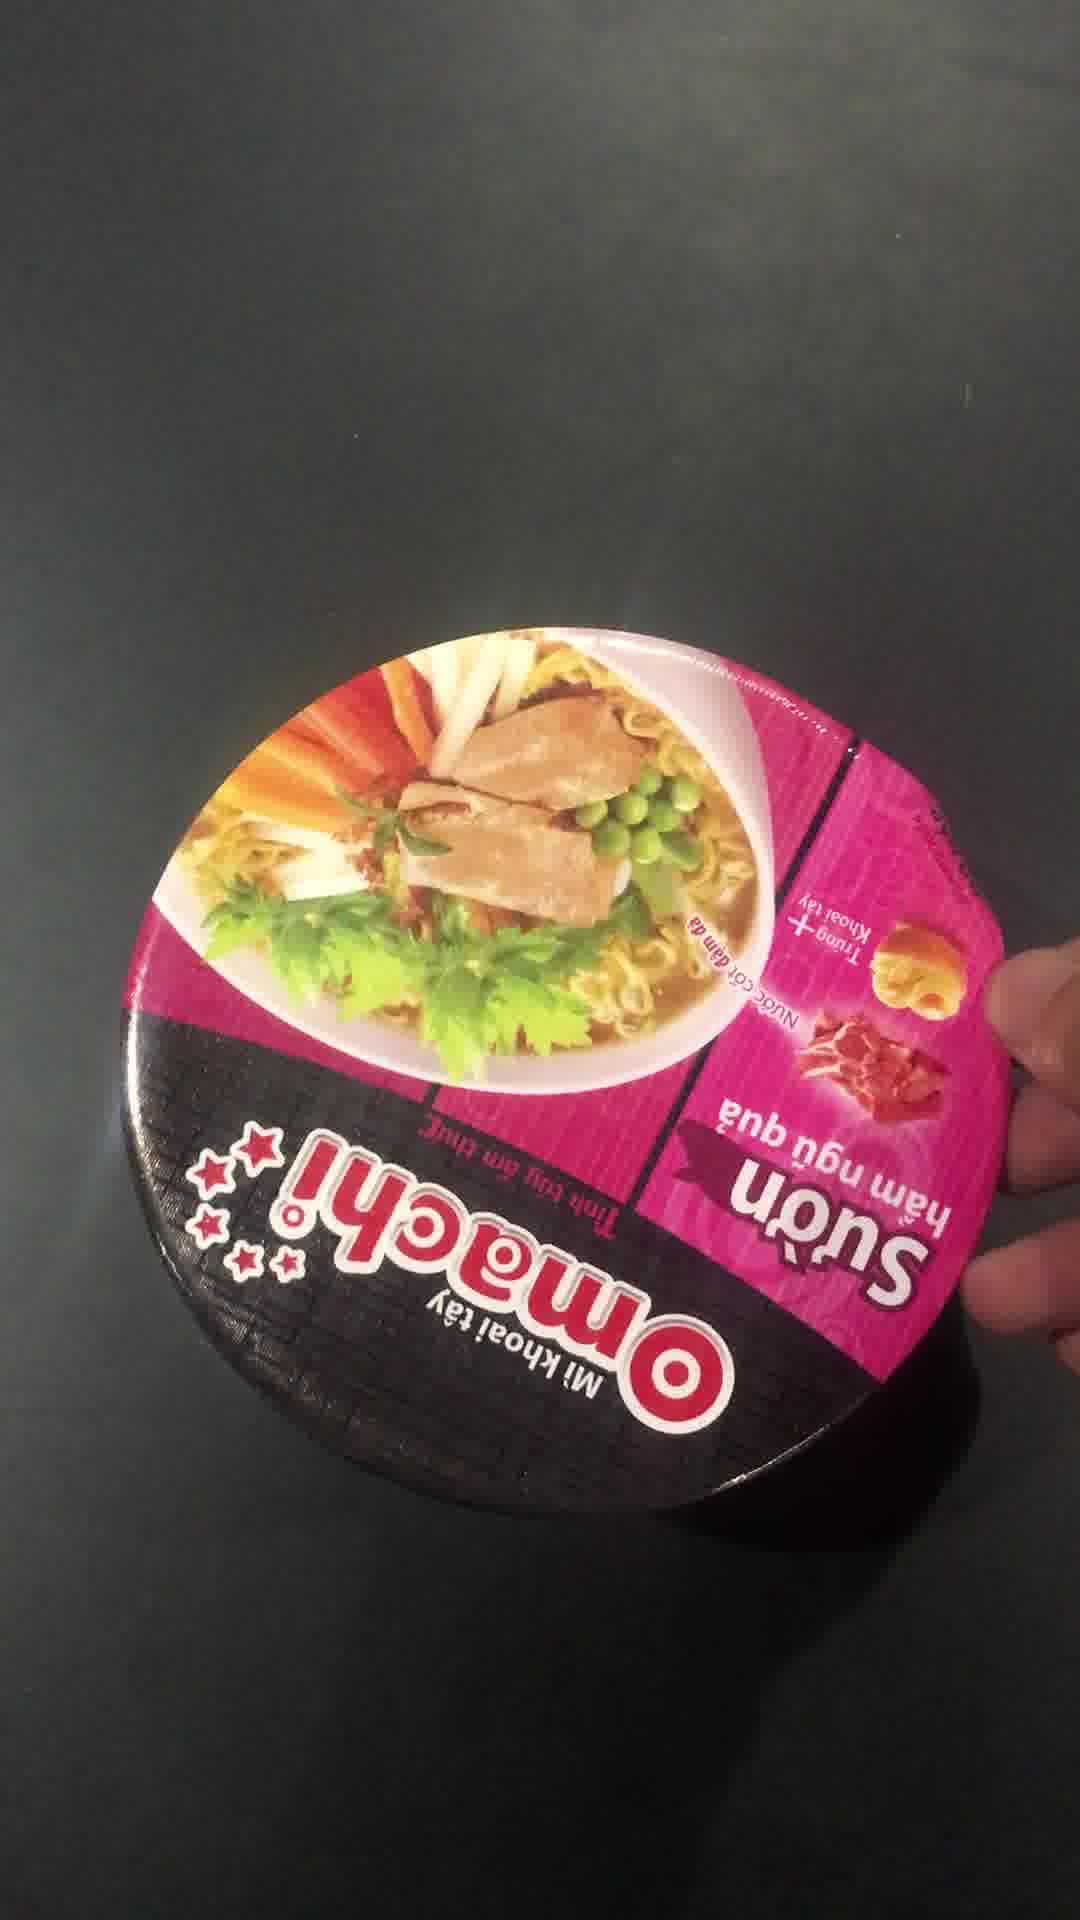 Mì khoai tây
Omachi
Tinh túy ẩm thực
Sườn
hầm ngũ quả
Nước cốt đậm đà
Trứng +
Khoai tây